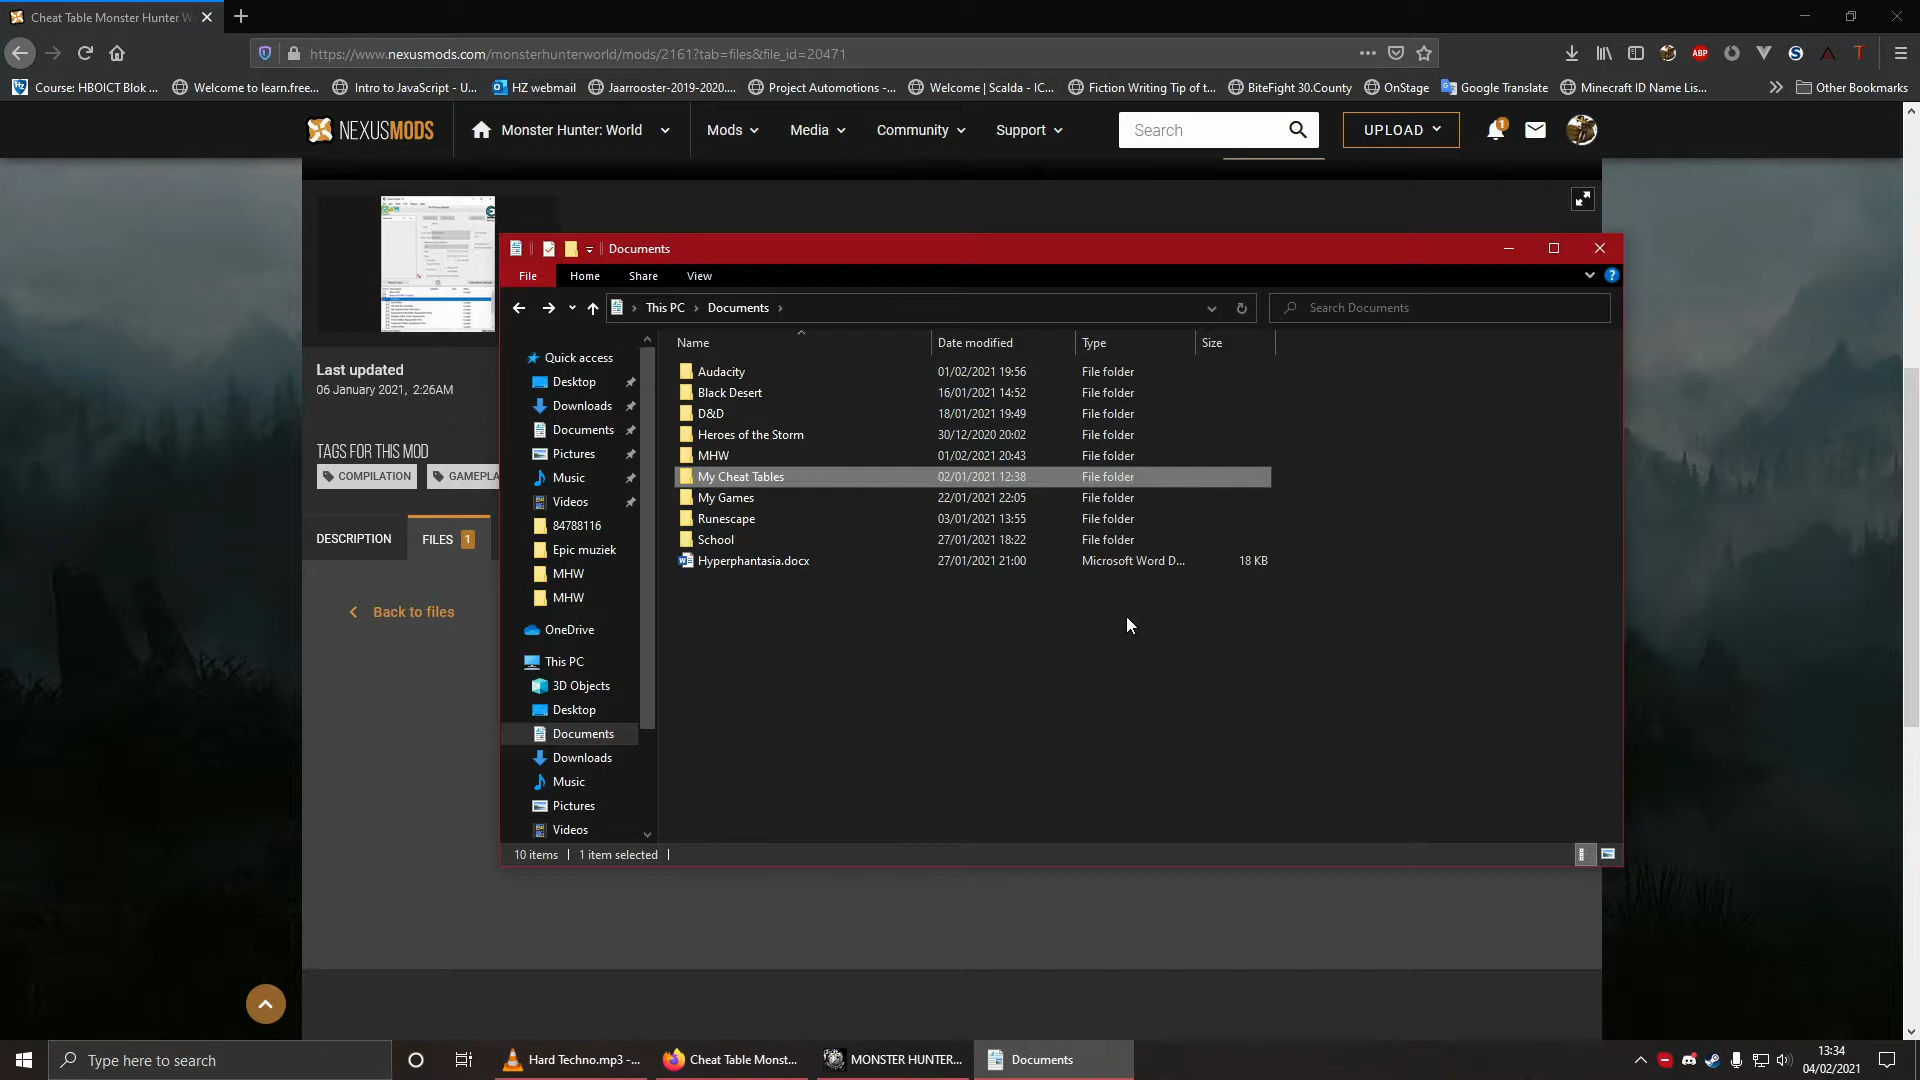 Cheat Table Monster Hunter W
https://www.nexusmods.com/monsterhunterworld/mods/2161?tab=files&file_id=20471
ABP
Course: HBOICT Blok ...
Welcome to learn.free...
Intro to JavaScript - U...
HZ webmail
Jaarrooster-2019-2020....
Project Automotions -...
Welcome | Scalda - IC...
Fiction Writing Tip of t...
BiteFight 30.County
OnStage
Google Translate
Minecraft ID Name Lis...
Other Bookmarks
NEXUSMODS
Monster Hunter: World
Mods
Media
Community
Support
Search
UPLOAD
1
Last updated
06 January 2021, 2:26AM
TAGS FOR THIS MOD
COMPILATION
GAMEPLA
DESCRIPTION
FILES 1
Back to files
Documents
File
Home
Share
View
This PC
Documents
Search Documents
Name
Date modified
Type
Size
Quick access
Desktop
Downloads
Documents
Pictures
Music
Videos
84788116
Epic muziek
MHW
MHW
OneDrive
This PC
3D Objects
Desktop
Documents
Downloads
Music
Pictures
Videos
Audacity 01/02/2021 19:56 File folder
Black Desert 16/01/2021 14:52 File folder
D&D 18/01/2021 19:49 File folder
Heroes of the Storm 30/12/2020 20:02 File folder
MHW 01/02/2021 20:43 File folder
My Cheat Tables 02/01/2021 12:38 File folder
My Games 22/01/2021 22:05 File folder
Runescape 03/01/2021 13:55 File folder
School 27/01/2021 18:22 File folder
Hyperphantasia.docx 27/01/2021 21:00 Microsoft Word D... 18 KB
10 items
1 item selected
Type here to search
Hard Techno.mp3 -...
Cheat Table Monst...
MONSTER HUNTER...
Documents
13:34
04/02/2021